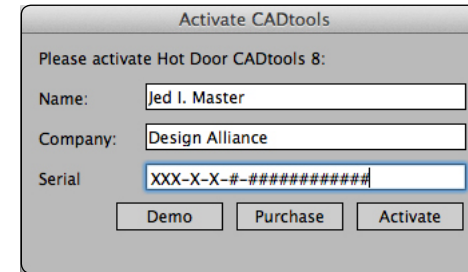 Activate CADtools
Please activate Hot Door CADtools 8:
Name: Jed I. Master
Company: Design Alliance
Serial XXX-X-X-#-############
Demo Purchase Activate